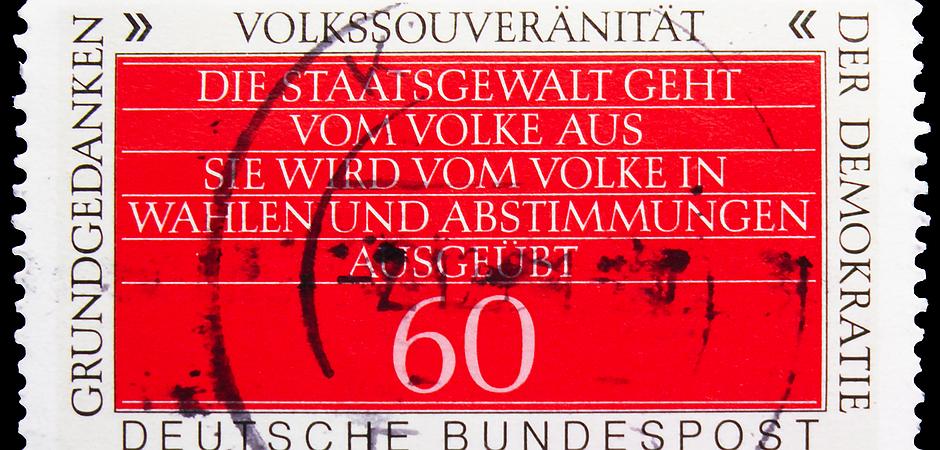 » VOLKSSOUVERÄNITÄT «
GRUNDGEDANKEN
DER DEMOKRATIE
DIE STAATSGEWALT GEHT
VOM VOLKE AUS
SIE WIRD VOM VOLKE IN
WAHLEN UND ABSTIMMUNGEN
AUSGEÜBT
60
DEUTSCHE BUNDESPOST